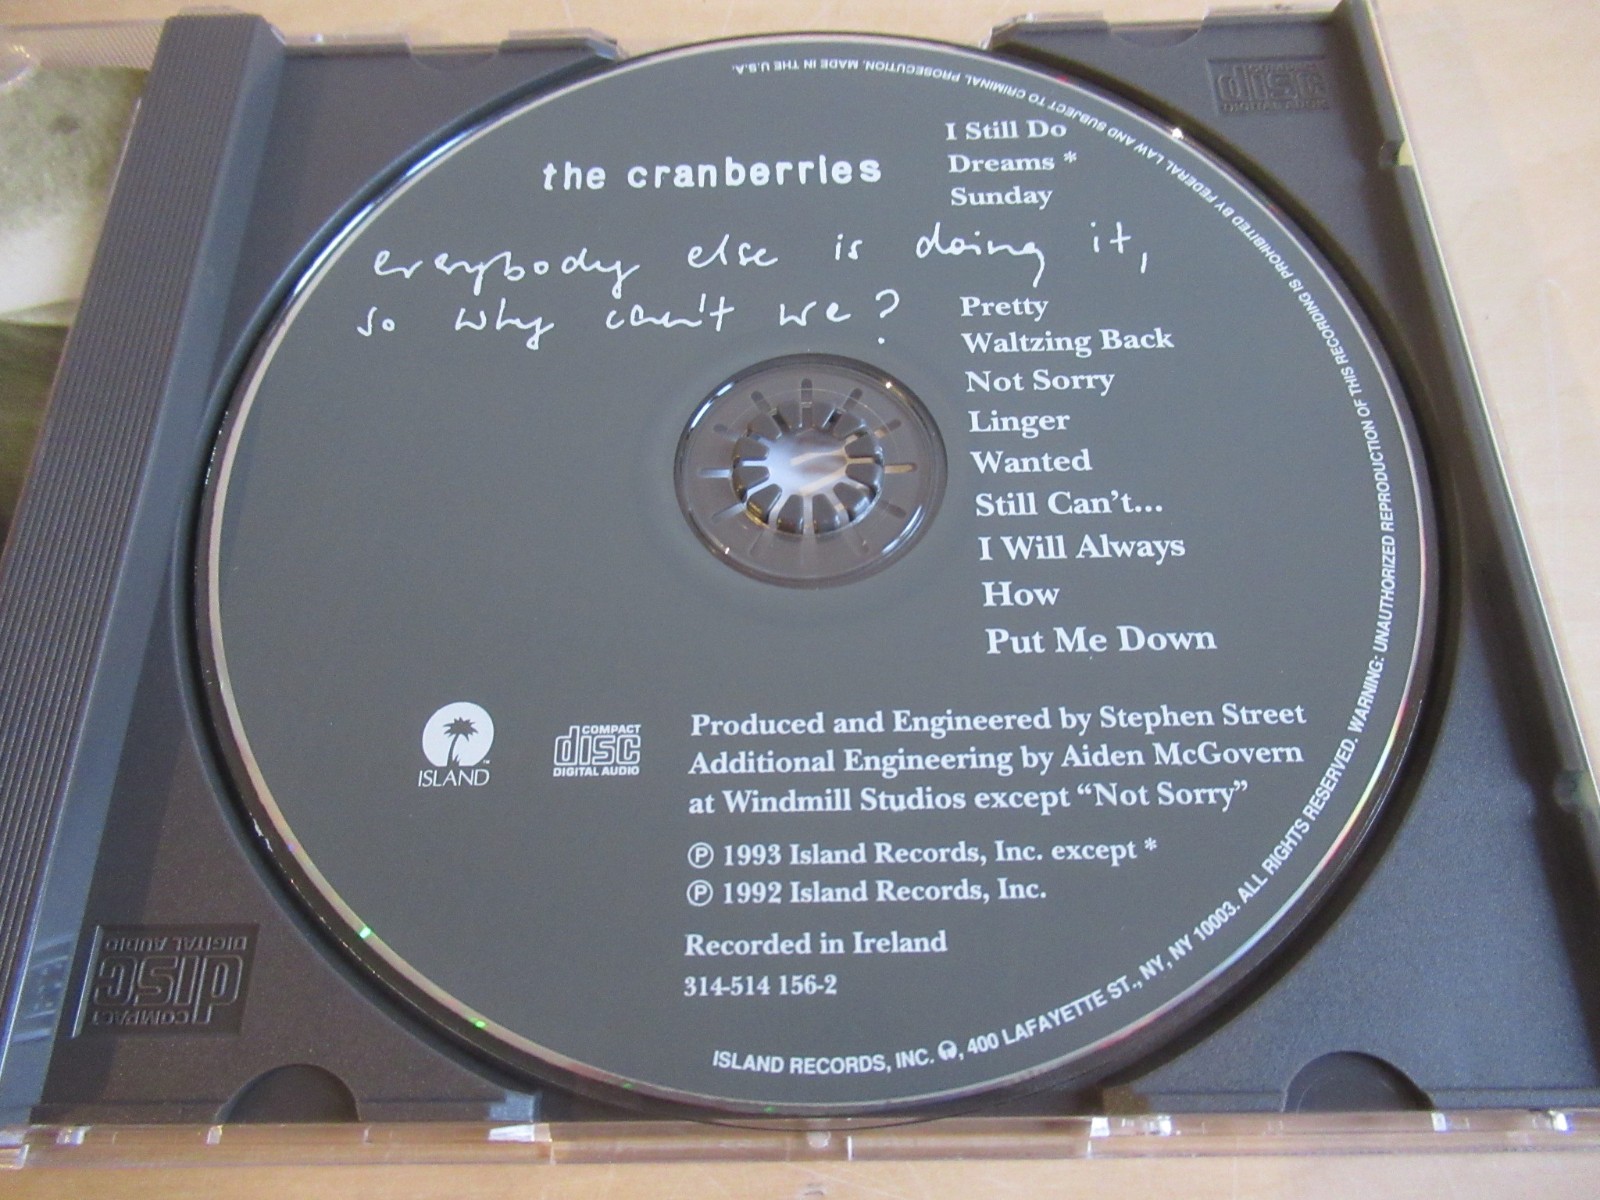 the cranberries
everybody else is doing it,
so why can't we?
I Still Do
Dreams *
Sunday
Pretty
Waltzing Back
Not Sorry
Linger
Wanted
Still Can't...
I Will Always
How
Put Me Down
ISLAND
™
COMPACT
disc
DIGITAL AUDIO
Produced and Engineered by Stephen Street
Additional Engineering by Aiden McGovern
at Windmill Studios except “Not Sorry”
Ⓟ 1993 Island Records, Inc. except *
Ⓟ 1992 Island Records, Inc.
Recorded in Ireland
314-514 156-2
ISLAND RECORDS, INC. , 400 LAFAYETTE ST., NY, NY 10003. ALL RIGHTS RESERVED. WARNING: UNAUTHORIZED REPRODUCTION OF THIS RECORDING IS PROHIBITED BY FEDERAL LAW AND SUBJECT TO CRIMINAL PROSECUTION. MADE IN THE U.S.A.
COMPACT
disc
DIGITAL AUDIO
COMPACT
disc
DIGITAL AUDIO